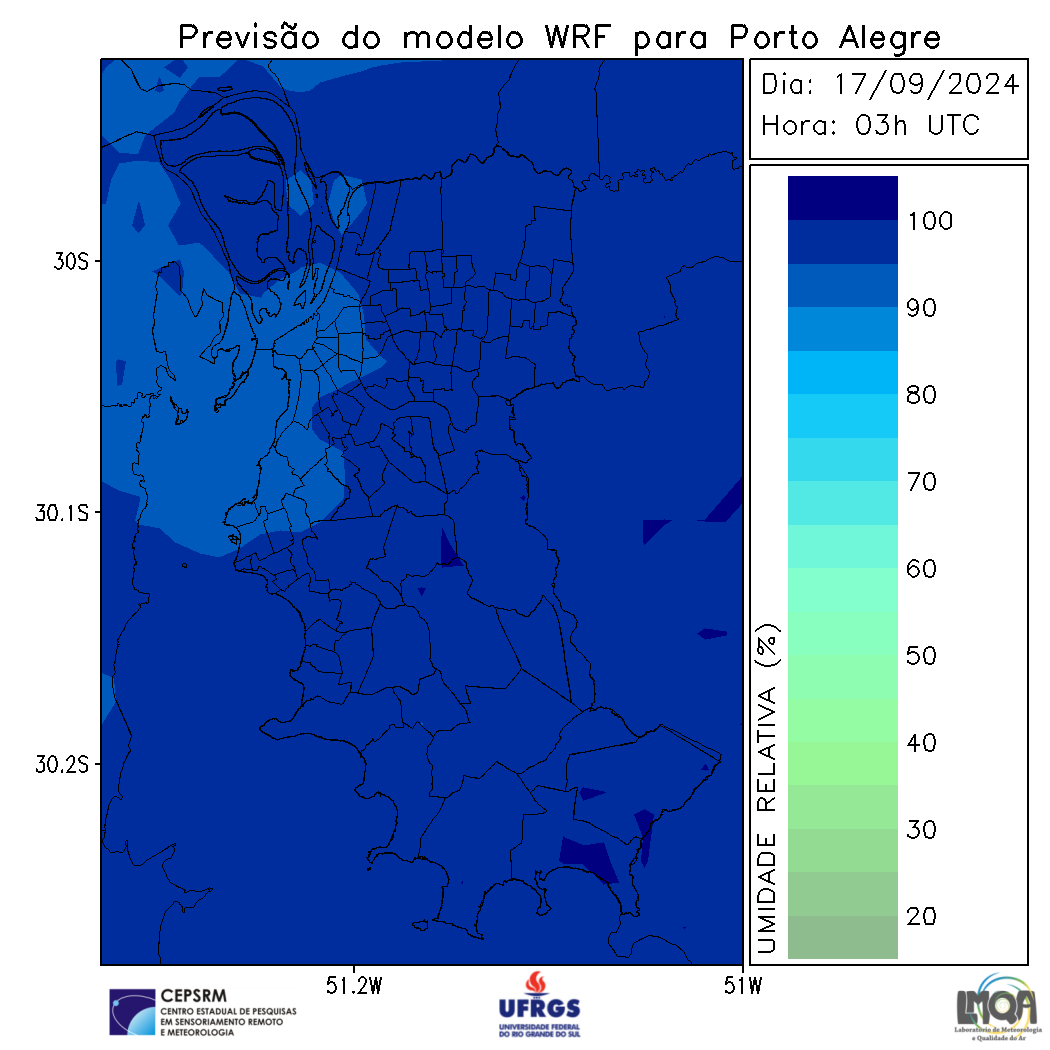 Previsão do modelo WRF para Porto Alegre
Dia: 17/09/2024
Hora: 03h UTC
30S
30.1S
30.2S
51.2W
51W
UMIDADE RELATIVA (%)
100
90
80
70
60
50
40
30
20
CEPSRM
CENTRO ESTADUAL DE PESQUISAS
EM SENSORIAMENTO REMOTO
E METEOROLOGIA
UFRGS
UNIVERSIDADE FEDERAL
DO RIO GRANDE DO SUL
LMQA
Laboratório de Meteorologia
e Qualidade do Ar